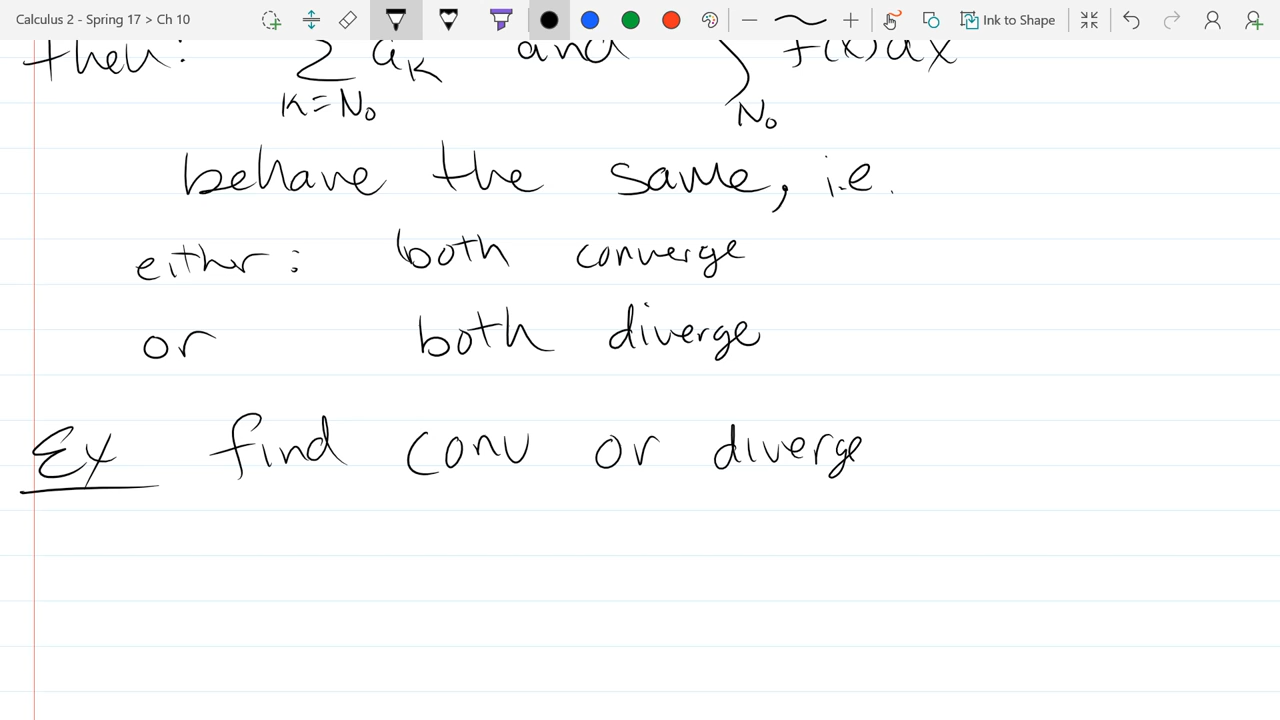 Calculus 2 - Spring 17 > Ch 10
Ink to Shape
then: ∑ aₖ and ∫ f(x)dx
K=N₀ N₀
behave the same, i.e.
either: both converge
or both diverge
Ex find conv or diverge